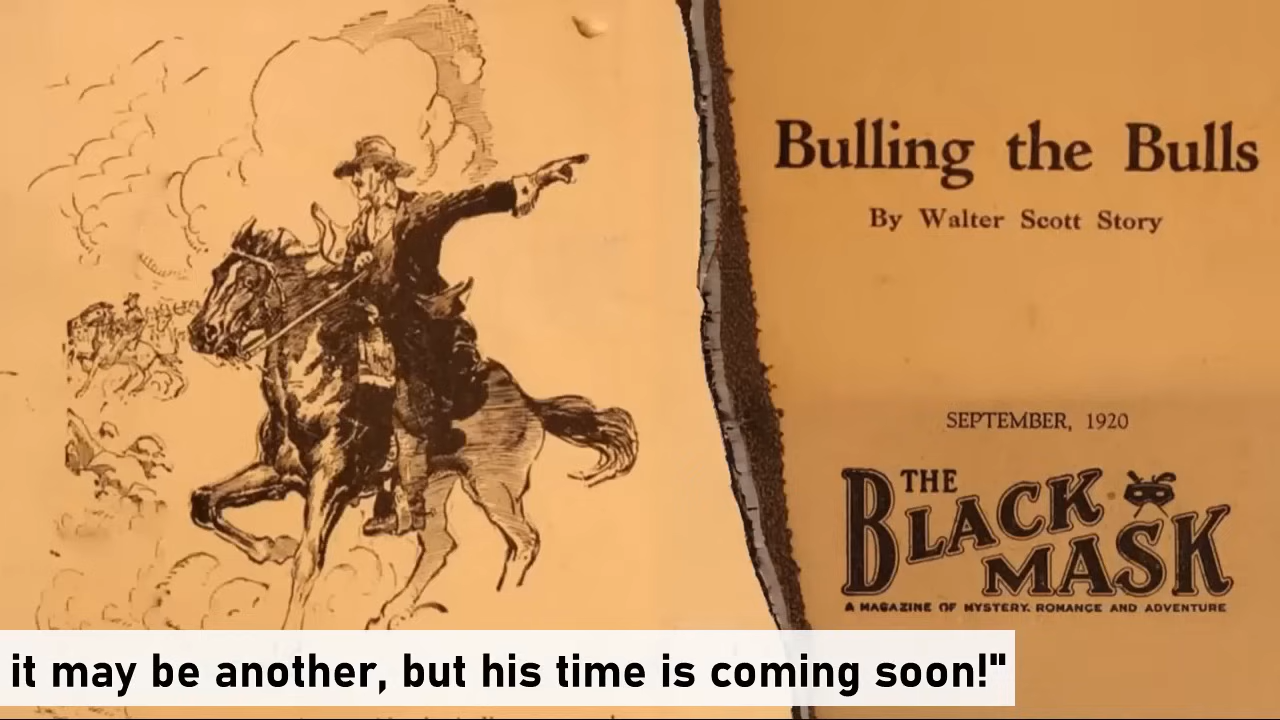 Bulling the Bulls
By Walter Scott Story
SEPTEMBER, 1920
THE
BLACK
MASK
A MAGAZINE OF MYSTERY, ROMANCE AND ADVENTURE
it may be another, but his time is coming soon!"